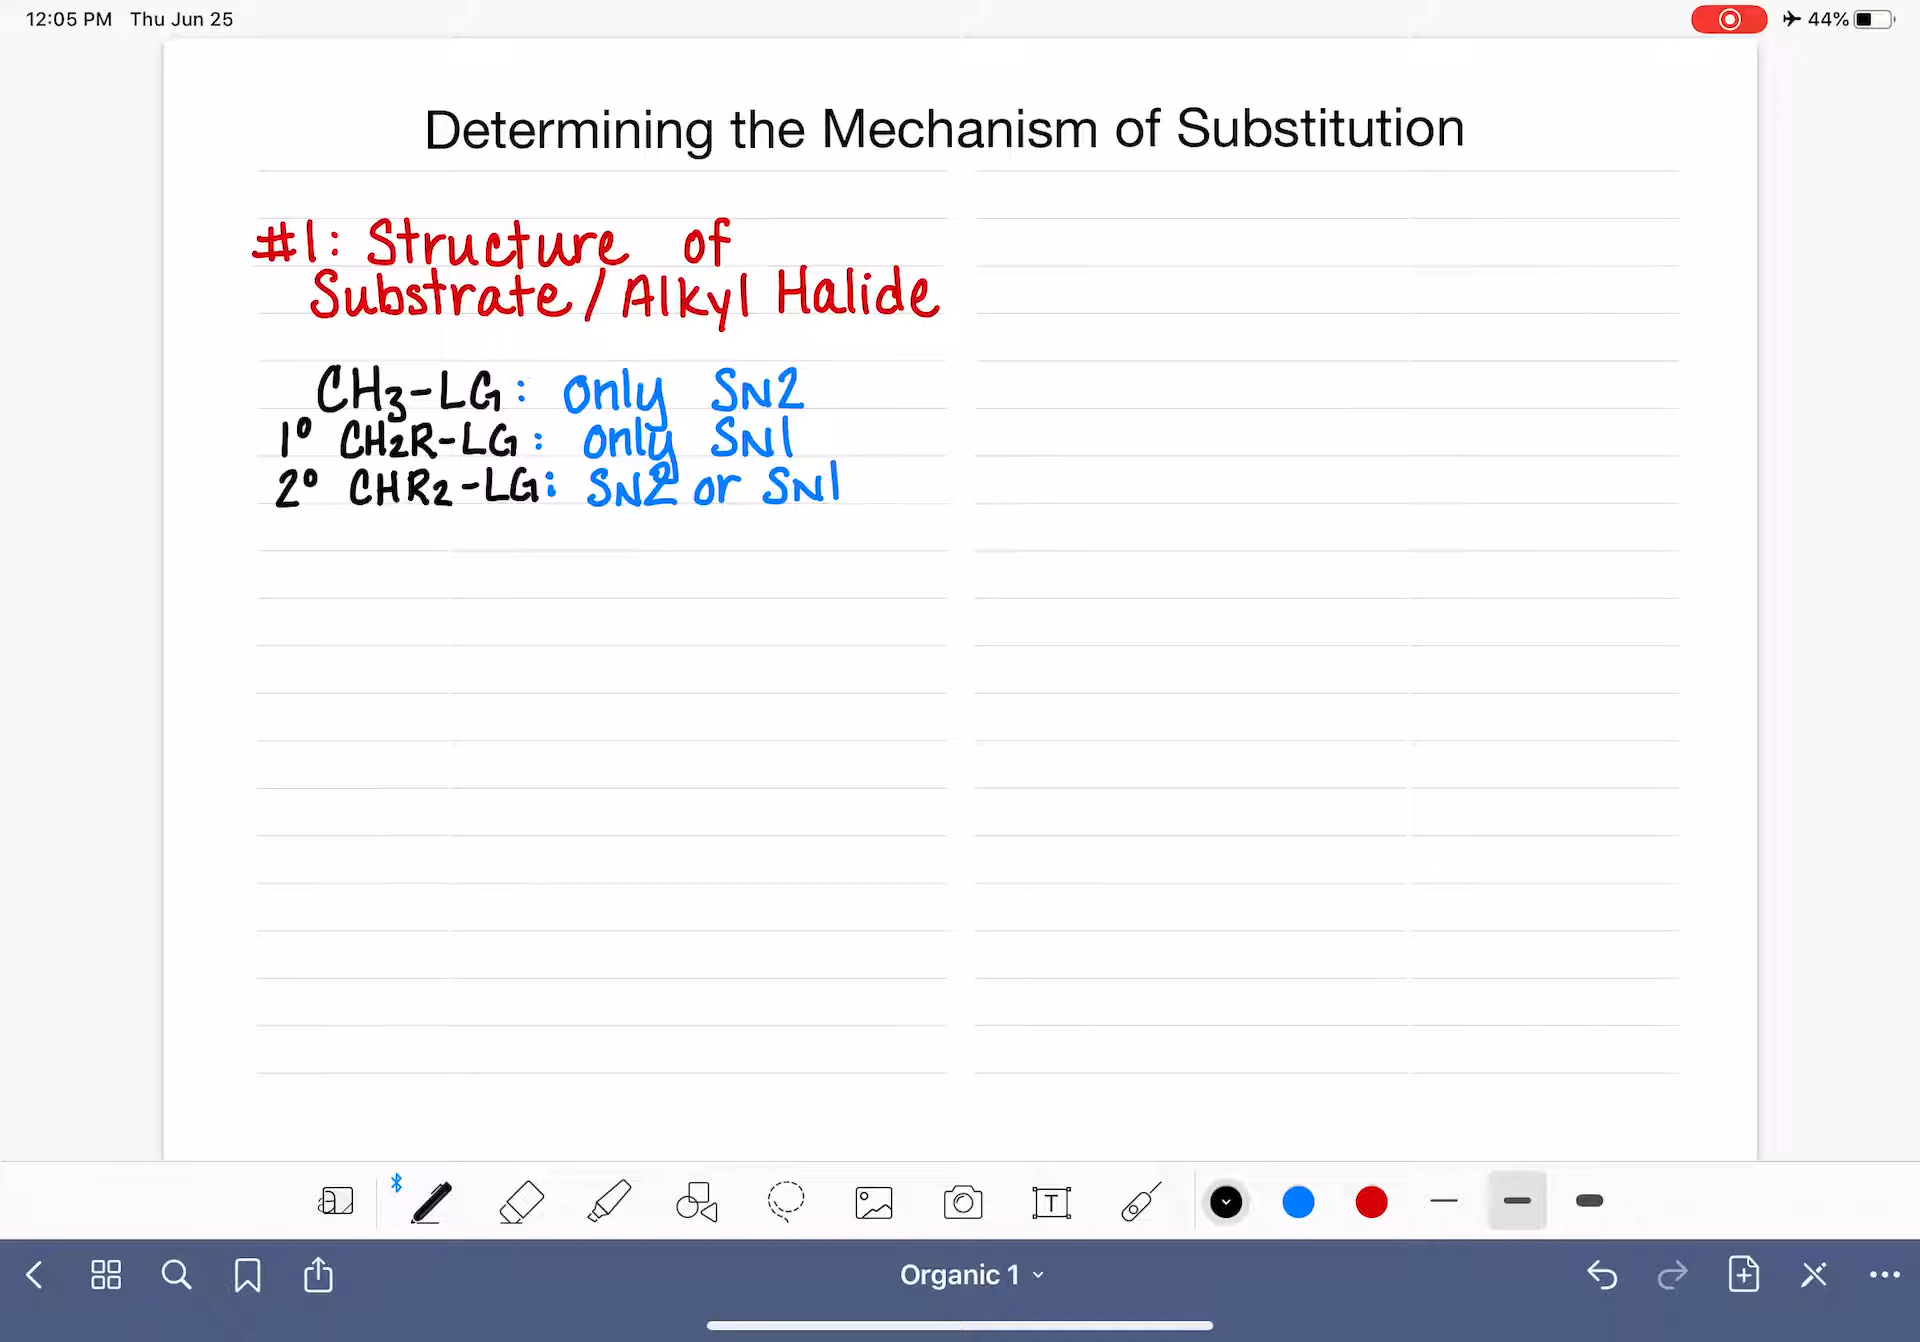 12:05 PM Thu Jun 25
44%
Determining the Mechanism of Substitution
#1: Structure of
Substrate / Alkyl Halide
CH3-LG: only SN2
1° CH2R-LG: only SN1
2° CHR2-LG: SN2 or SN1
Organic 1